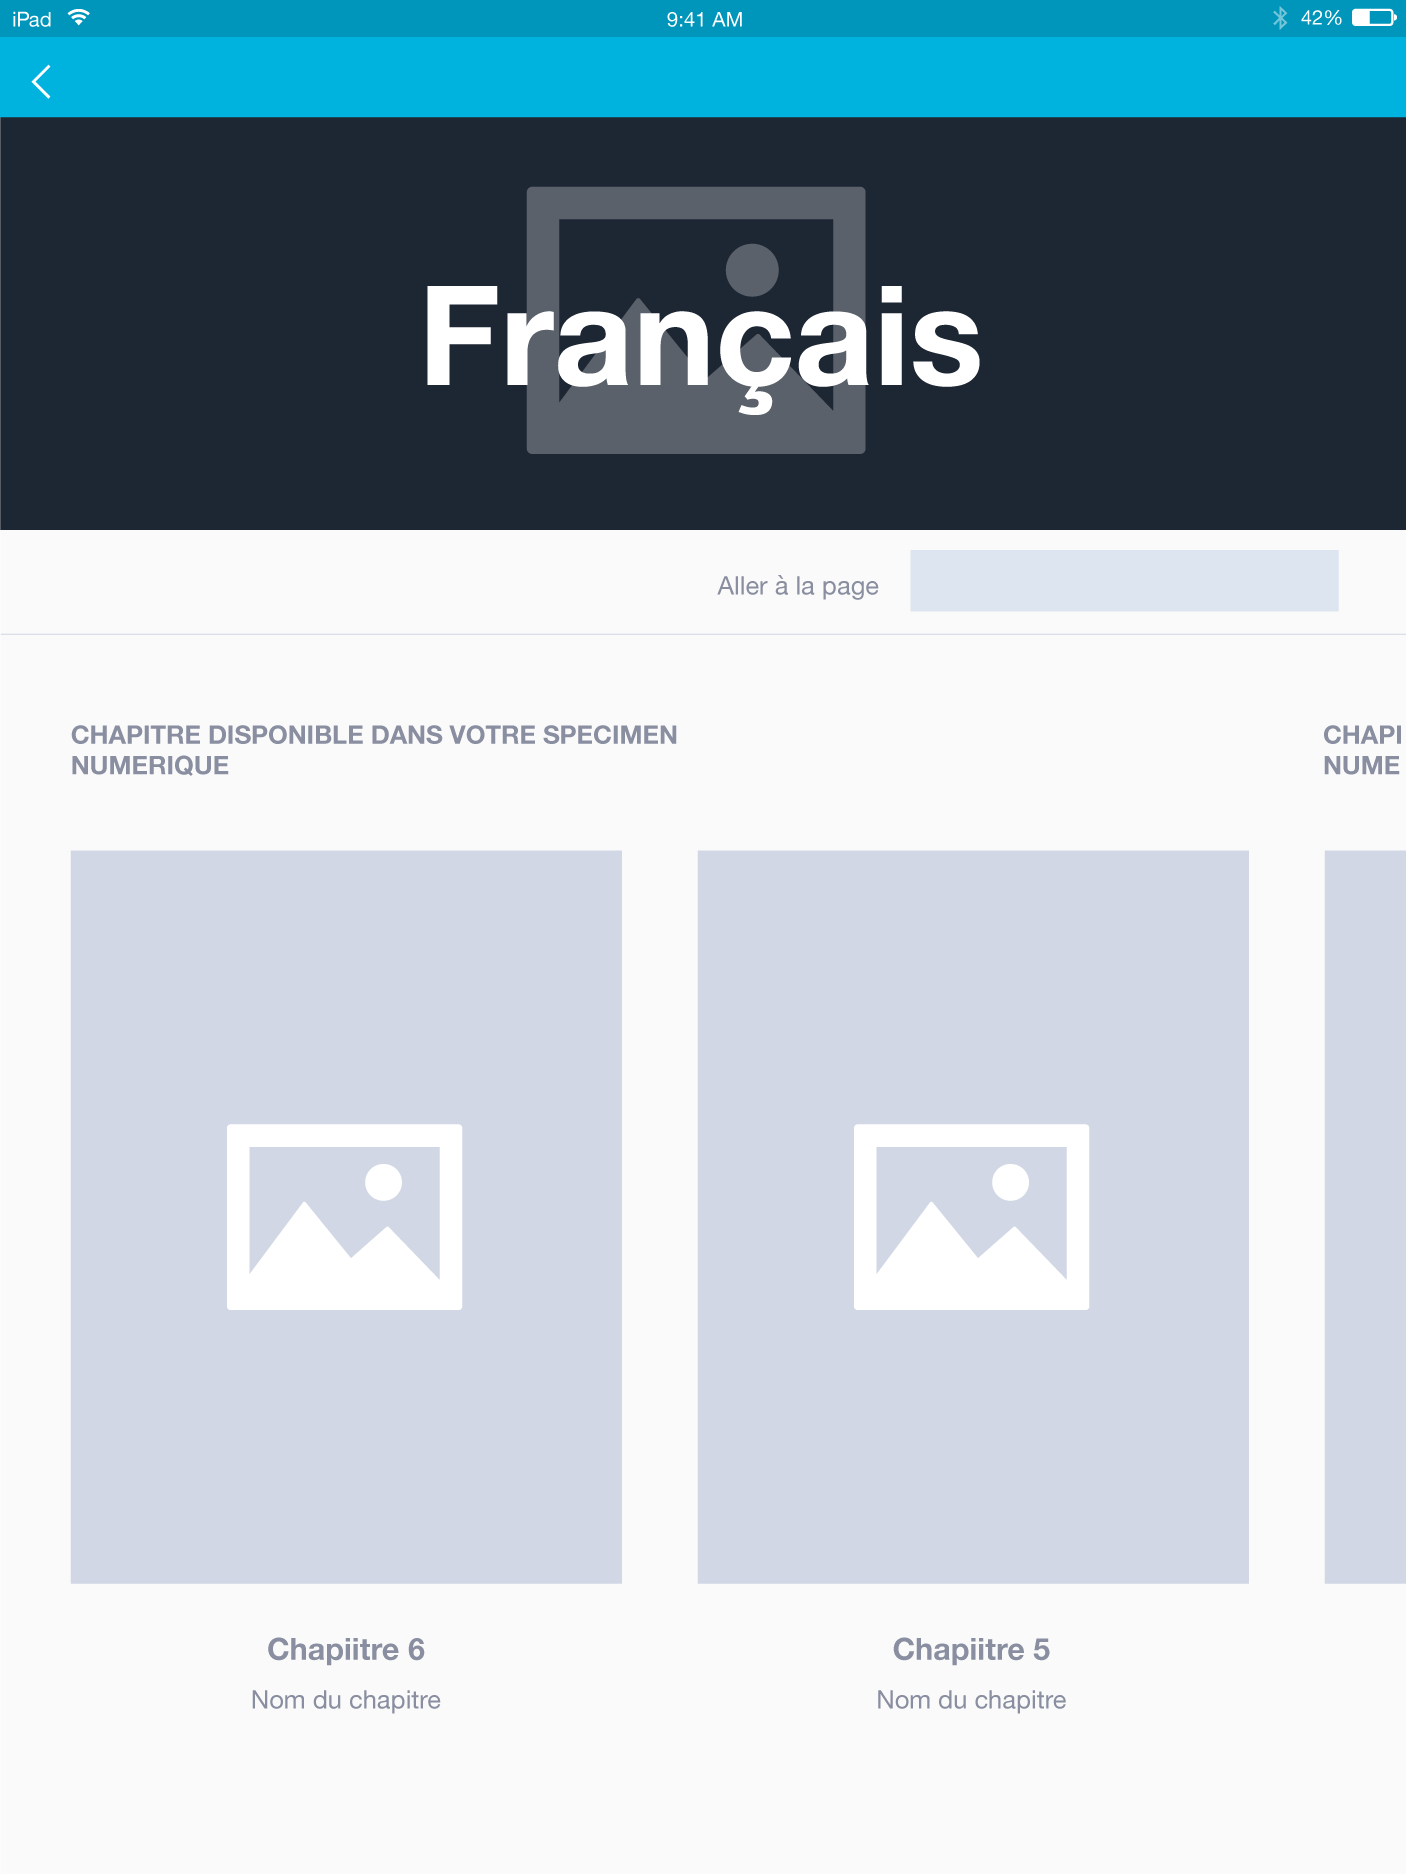 iPad 9:41 AM 42%
Français
Aller à la page
CHAPITRE DISPONIBLE DANS VOTRE SPECIMEN
NUMERIQUE
CHAPI
NUME
Chapiitre 6
Nom du chapitre
Chapiitre 5
Nom du chapitre